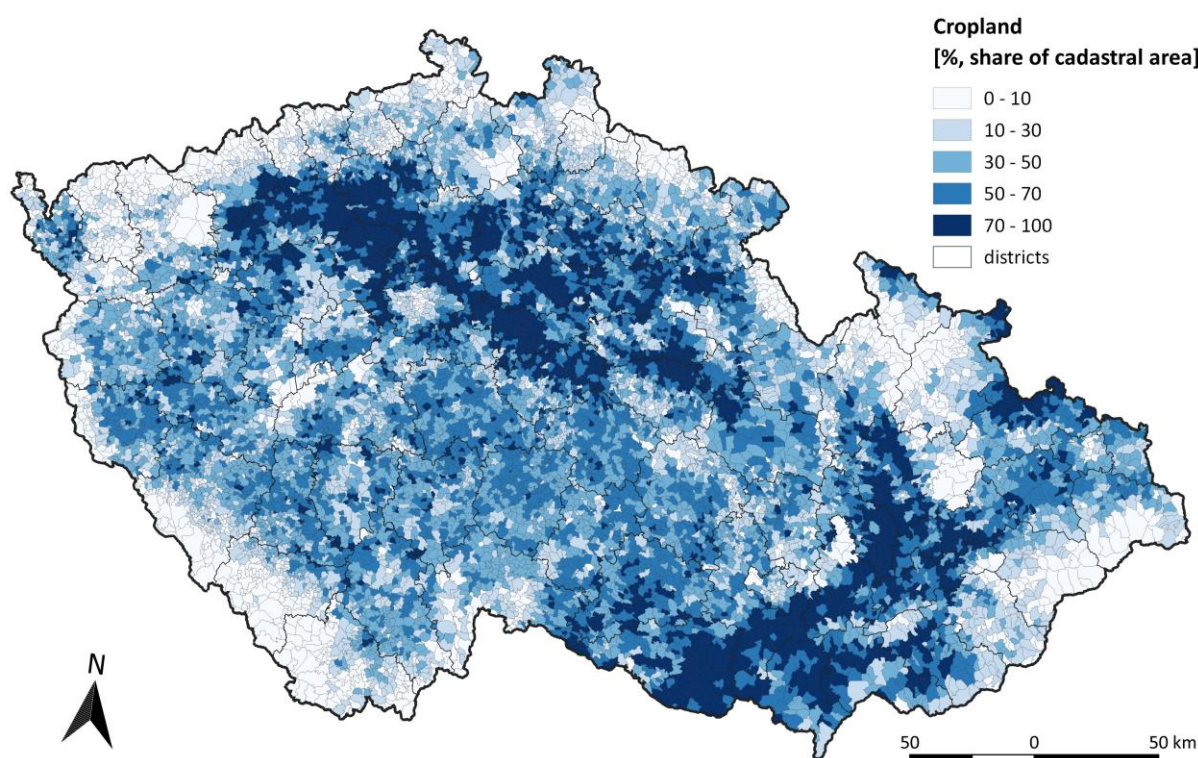 Cropland
[%, share of cadastral area]
0 - 10
10 - 30
30 - 50
50 - 70
70 - 100
districts
N
50 0 50 km